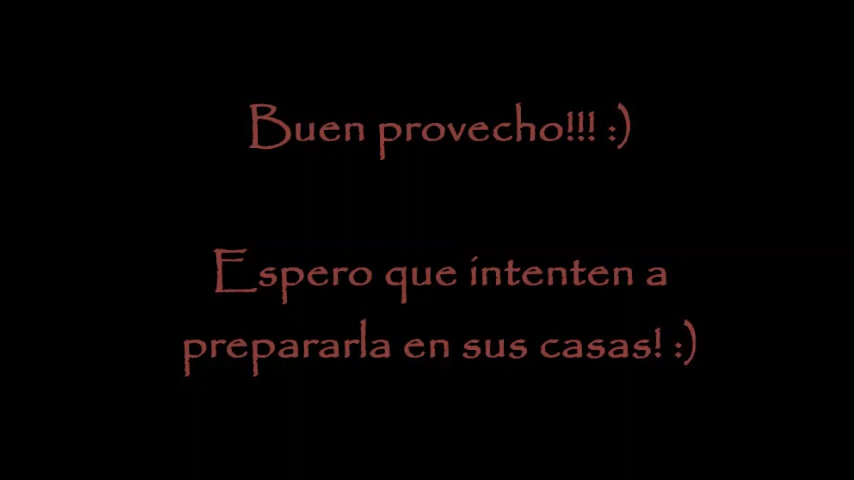 Buen provecho!!! :)
Espero que intenten a
prepararla en sus casas! :)